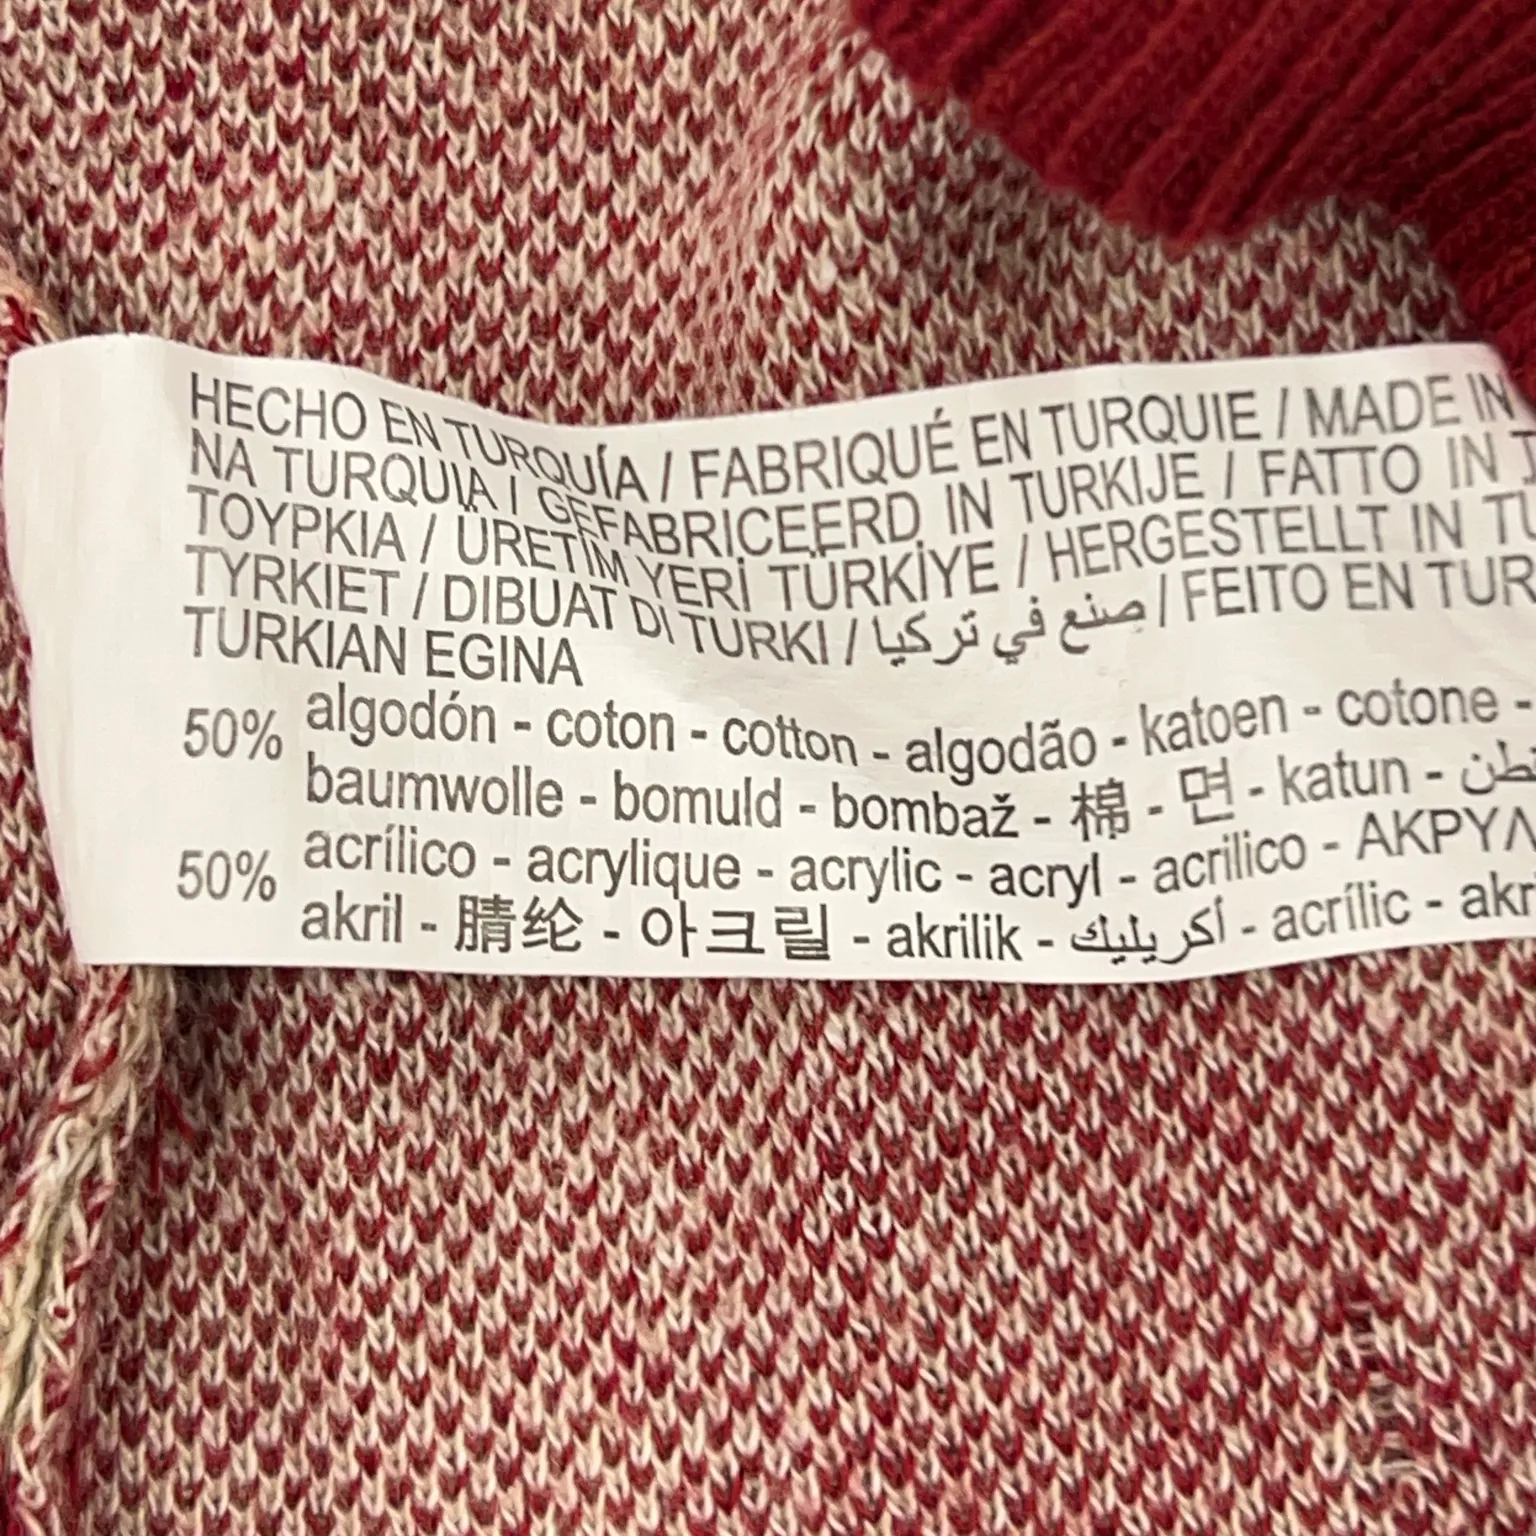 HECHO EN TURQUÍA / FABRIQUÉ EN TURQUIE / MADE IN
NA TURQUIA / GEFABRICEERD IN TURKIJE / FATTO IN
ΤΟΥΡΚΙΑ / ÜRETİM YERİ TÜRKİYE / HERGESTELLT IN
TYRKIET / DIBUAT DI TURKI / صنع في تركيا / FEITO EN
TURKIAN EGINA
50% algodón - coton - cotton - algodão - katoen - cotone -
baumwolle - bomuld - bombaž - 棉 - 면 - katun -
50% acrílico - acrylique - acrylic - acryl - acrilico -
akril - 腈纶 - 아크릴 - akrilik - أكريليك - acrílic -